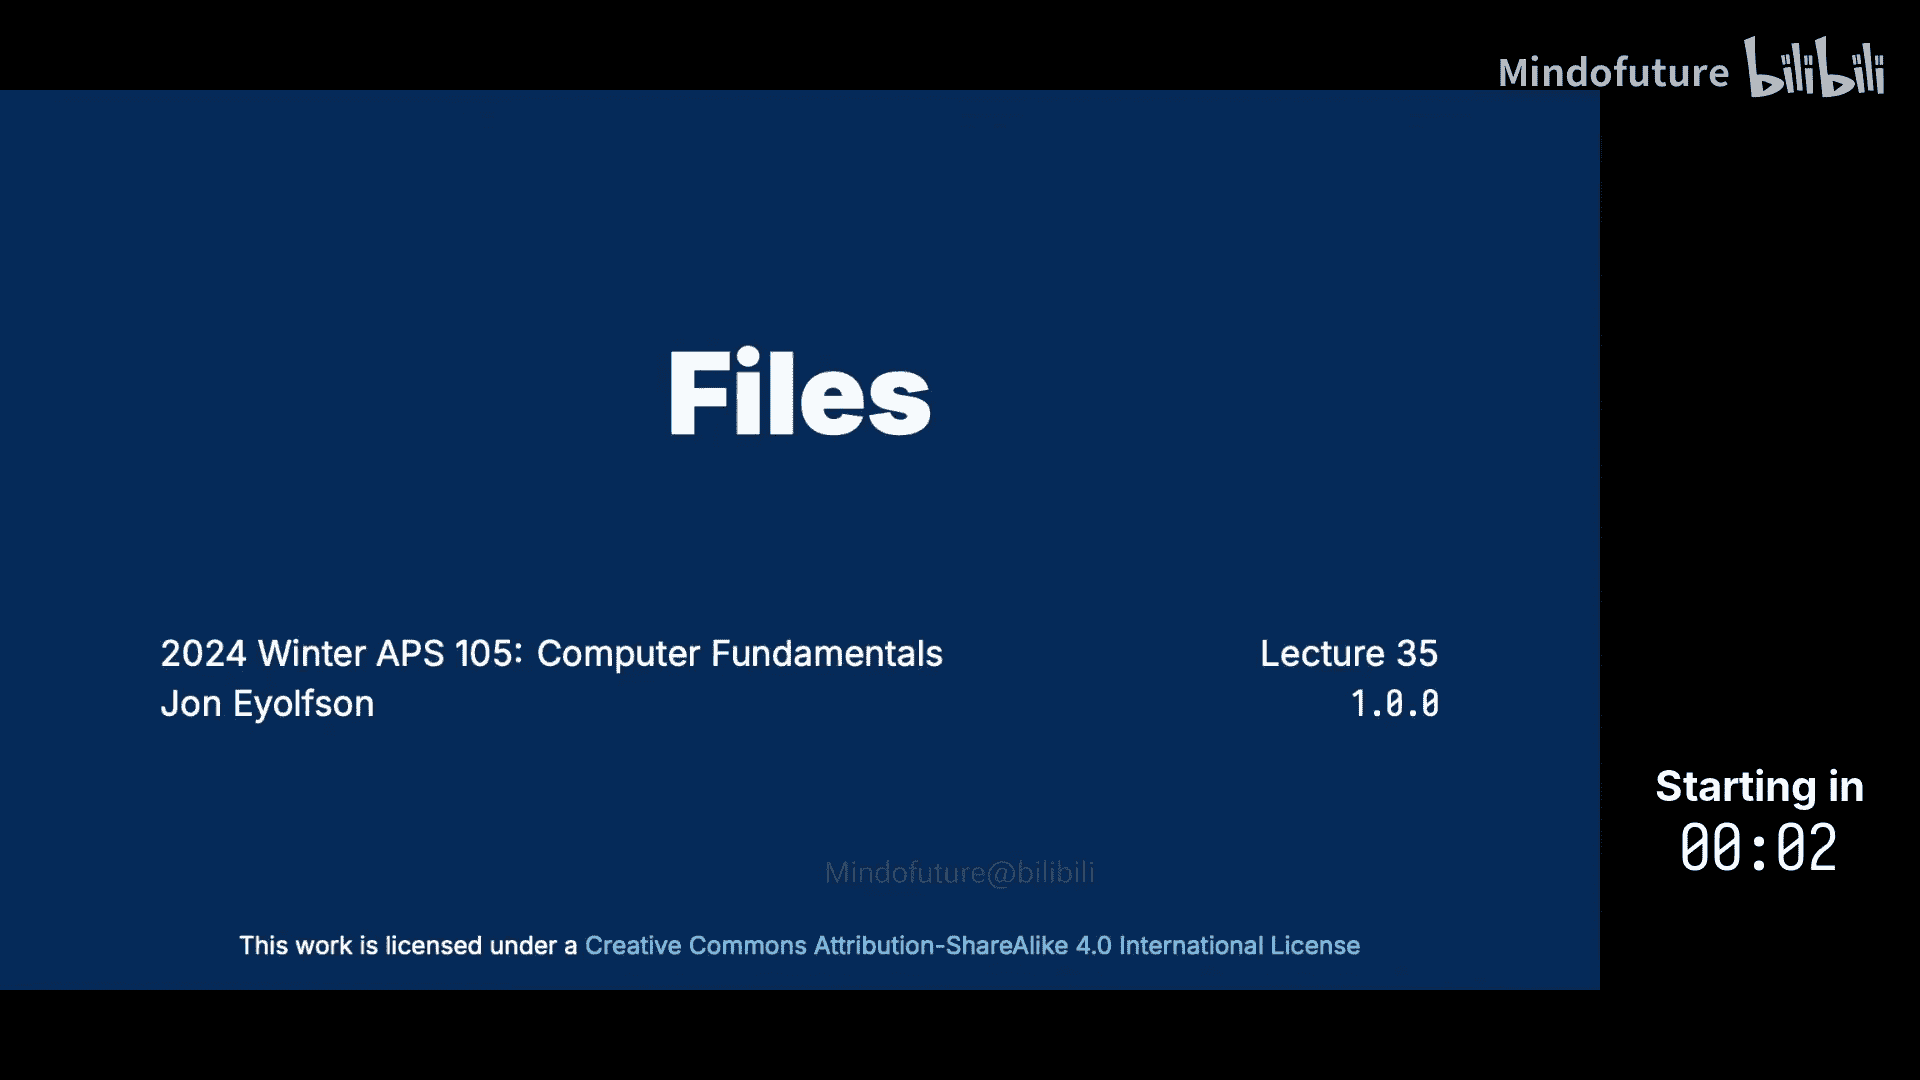 Mindofuture bilibili
Files
2024 Winter APS 105: Computer Fundamentals
Lecture 35
Jon Eyolfson
1.0.0
Starting in
00:02
Mindofuture@bilibili
This work is licensed under a Creative Commons Attribution-ShareAlike 4.0 International License